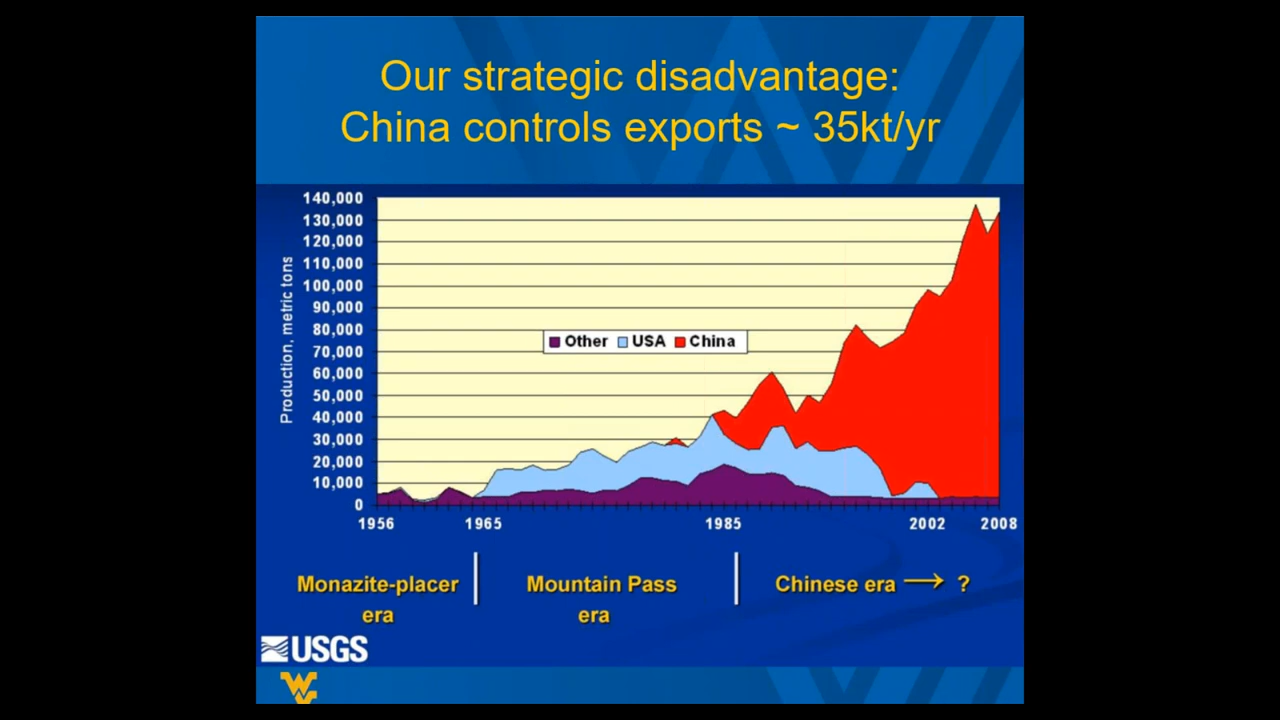 Our strategic disadvantage:
China controls exports ~ 35kt/yr
Production, metric tons
140,000
130,000
120,000
110,000
100,000
90,000
80,000
70,000
60,000
50,000
40,000
30,000
20,000
10,000
0
Other USA China
1956 1965 1985 2002 2008
Monazite-placer era
Mountain Pass era
Chinese era → ?
USGS
WV